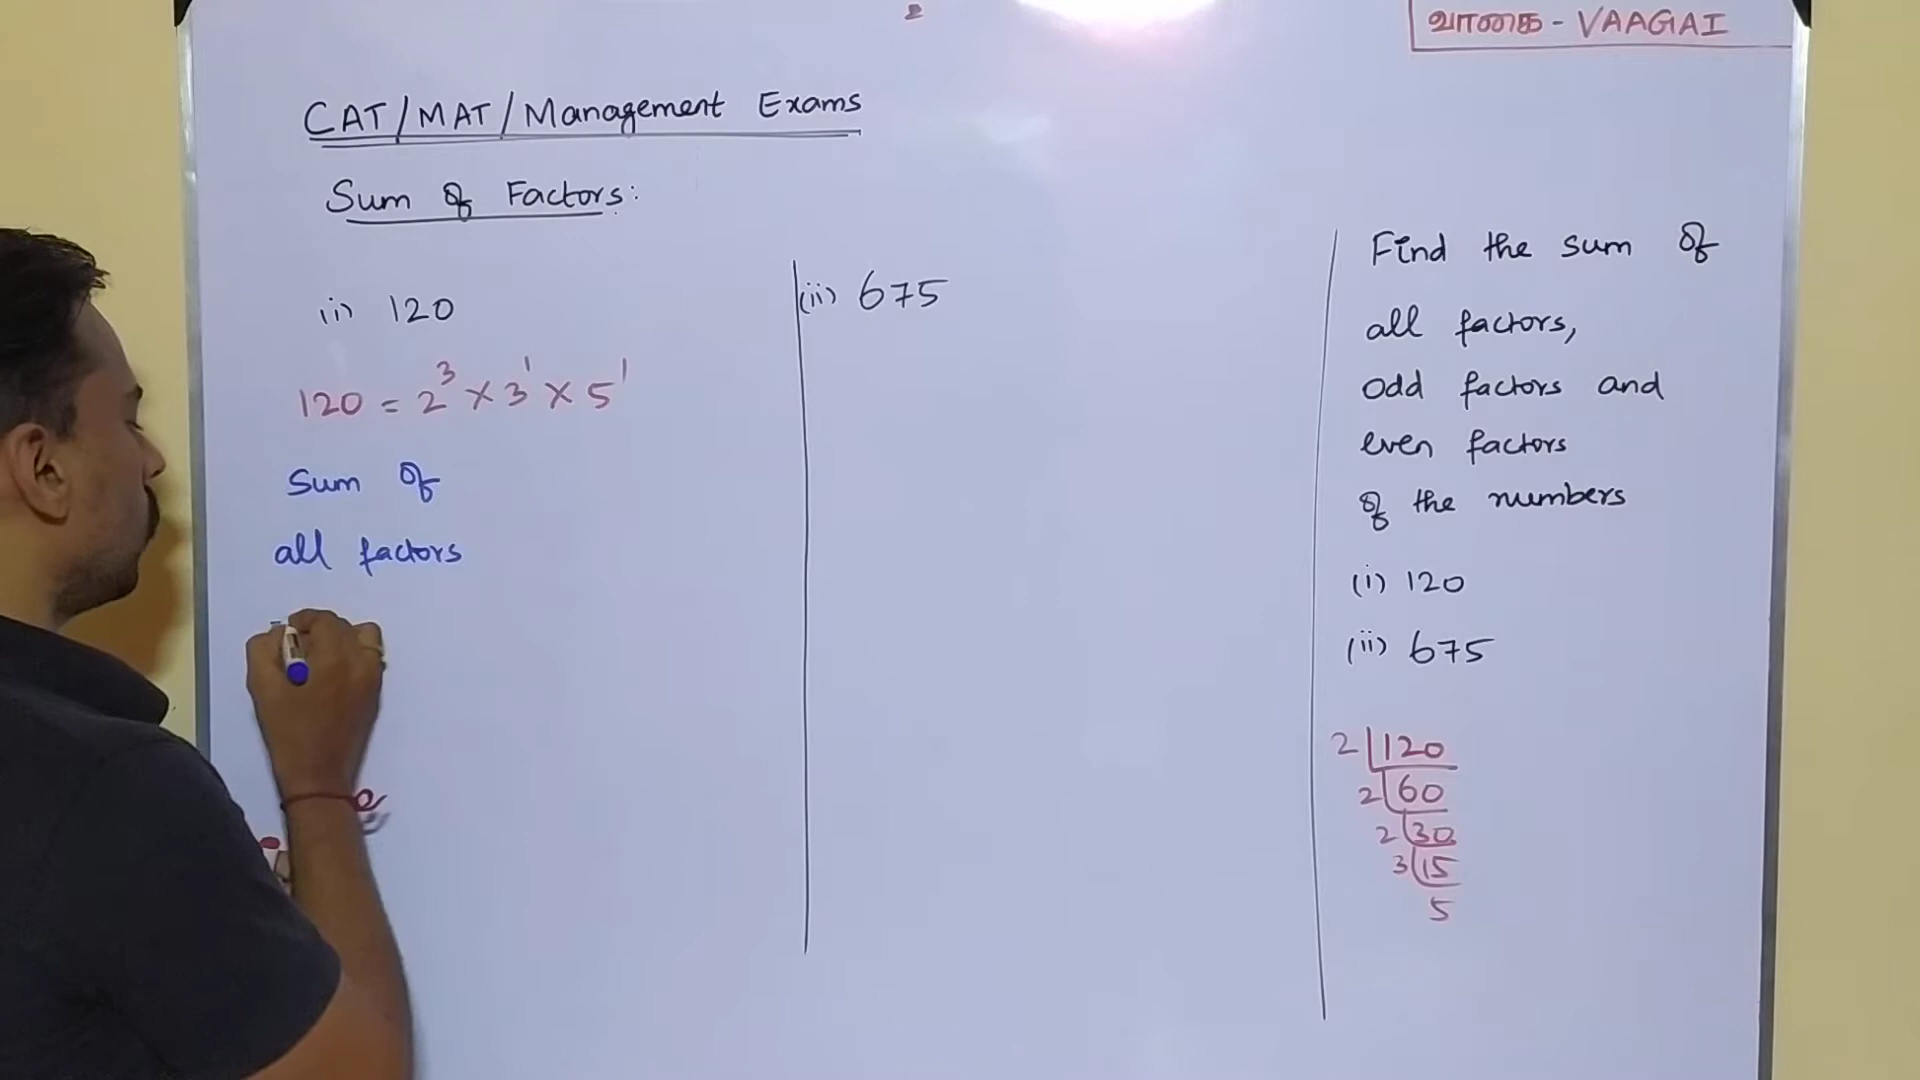 வாகை - VAAGAI
CAT/MAT/Management Exams
Sum of Factors:
(i) 120
120 = 2³ × 3¹ × 5¹
Sum of
all factors
=
(ii) 675
Find the sum of
all factors,
odd factors and
even factors
of the numbers
(i) 120
(ii) 675
2 | 120
2 | 60
2 | 30
3 | 15
5